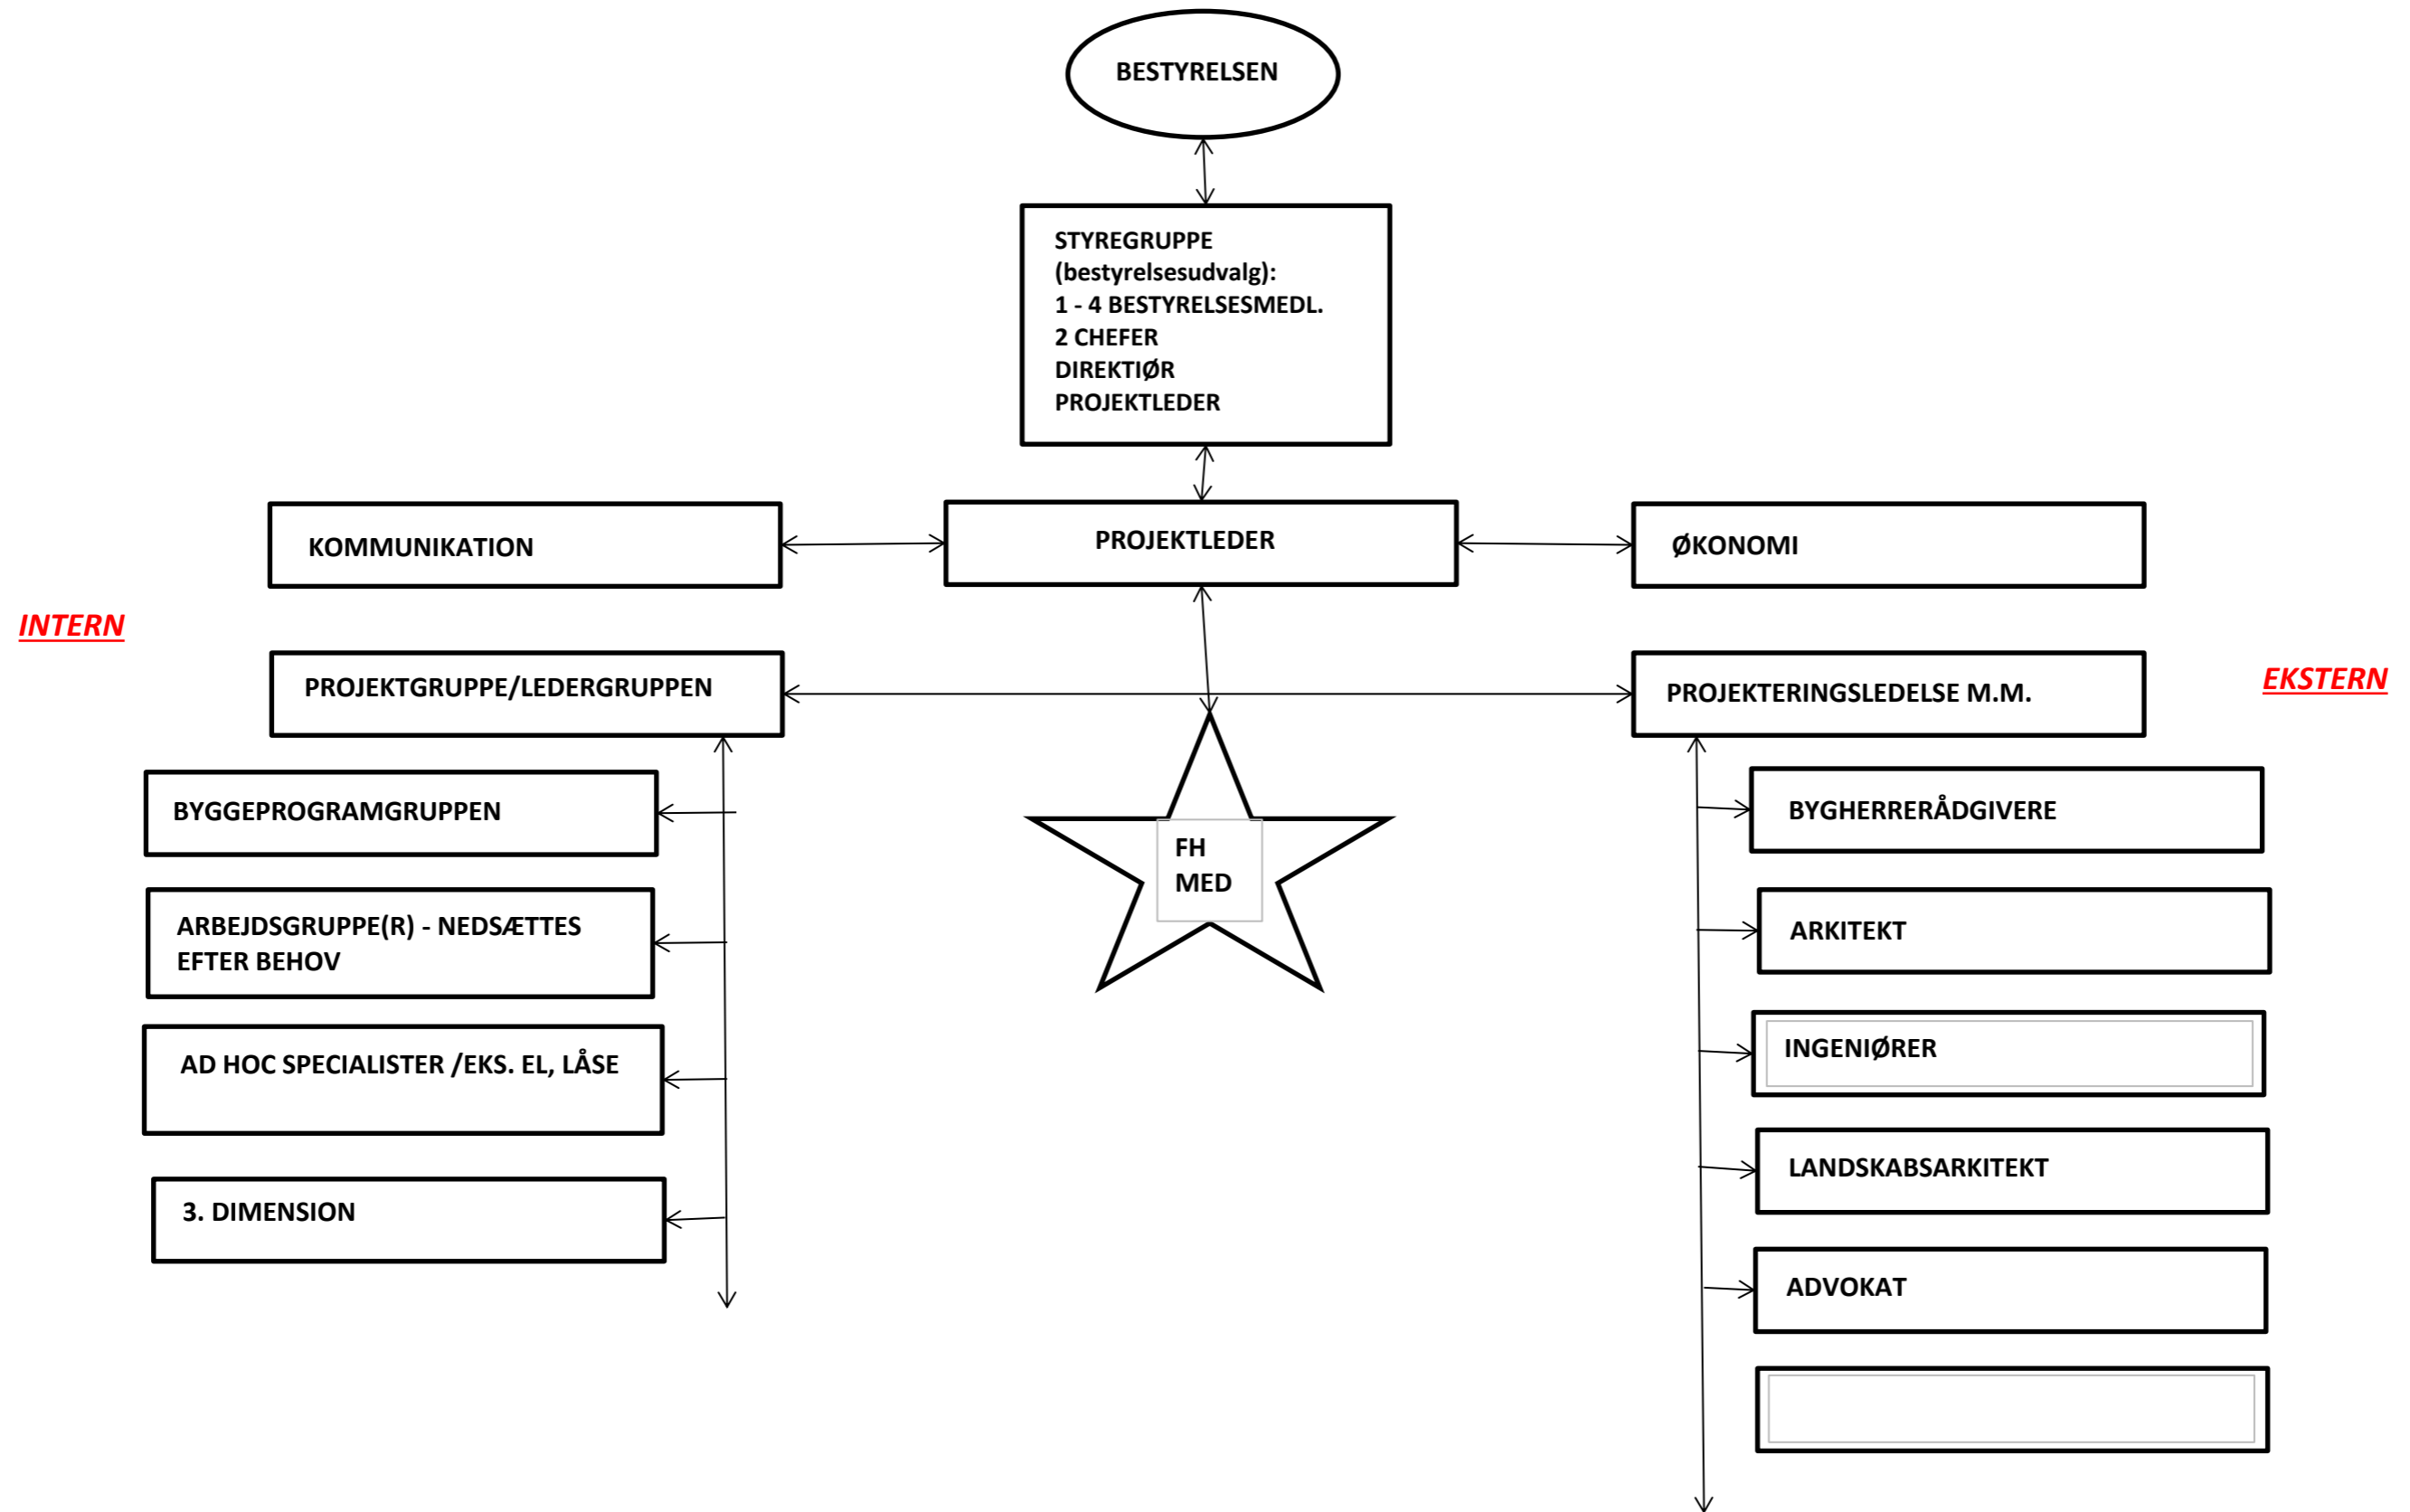 BESTYRELSEN
STYREGRUPPE
(bestyrelsesudvalg):
1 - 4 BESTYRELSESMEDL.
2 CHEFER
DIREKTIØR
PROJEKTLEDER
KOMMUNIKATION
PROJEKTLEDER
ØKONOMI
INTERN
PROJEKTGRUPPE/LEDERGRUPPEN
PROJEKTERINGSLEDELSE M.M.
EKSTERN
BYGGEPROGRAMGRUPPEN
ARBEJDSGRUPPE(R) - NEDSÆTTES
EFTER BEHOV
AD HOC SPECIALISTER /EKS. EL, LÅSE
3. DIMENSION
FH
MED
BYGHERRERÅDGIVERE
ARKITEKT
INGENIØRER
LANDSKABSARKITEKT
ADVOKAT